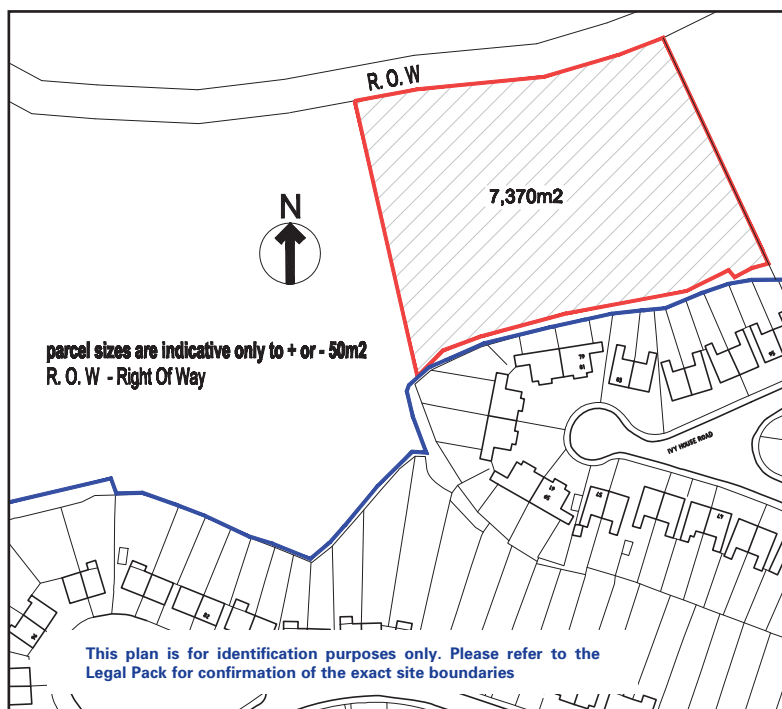 R. O. W
7,370m2
N
parcel sizes are indicative only to + or - 50m2
R. O. W - Right Of Way
IVY HOUSE ROAD
This plan is for identification purposes only. Please refer to the
Legal Pack for confirmation of the exact site boundaries